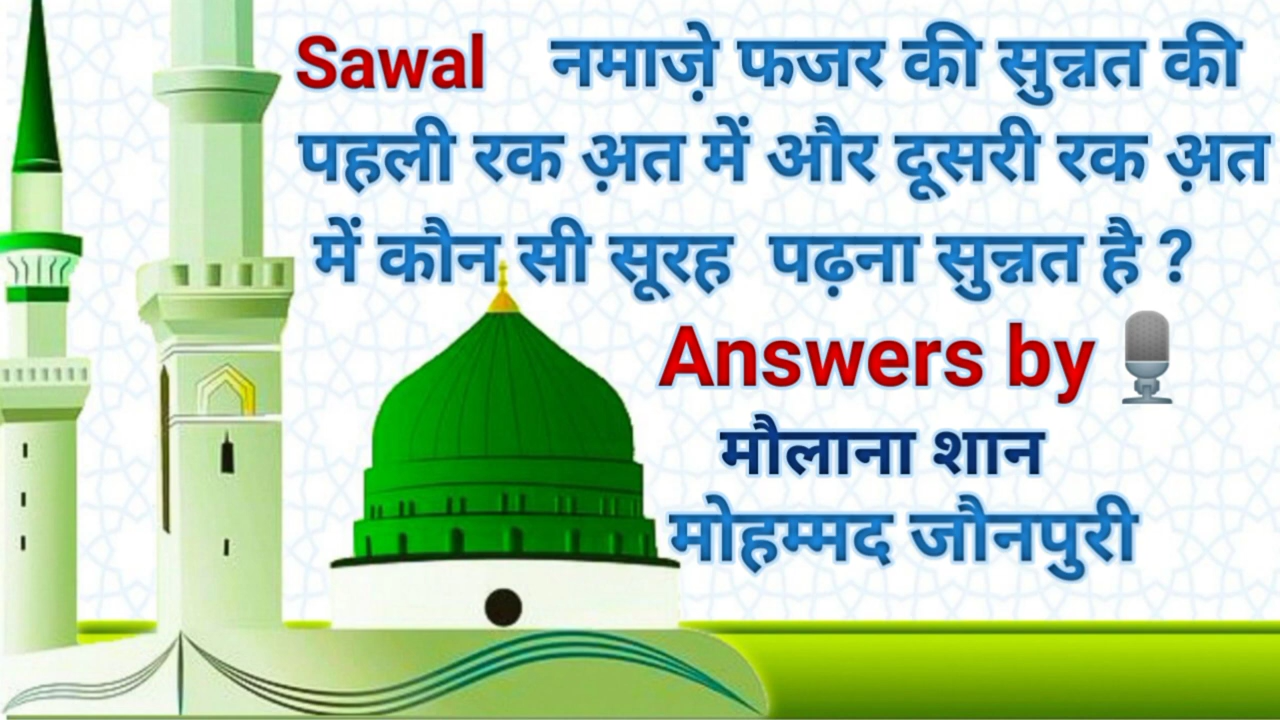 Sawal नमाज़े फजर की सुन्नत की
पहली रक अ़त में और दूसरी रक अ़त
में कौन सी सूरह पढ़ना सुन्नत है ?
Answers by
मौलाना शान
मोहम्मद जौनपुरी